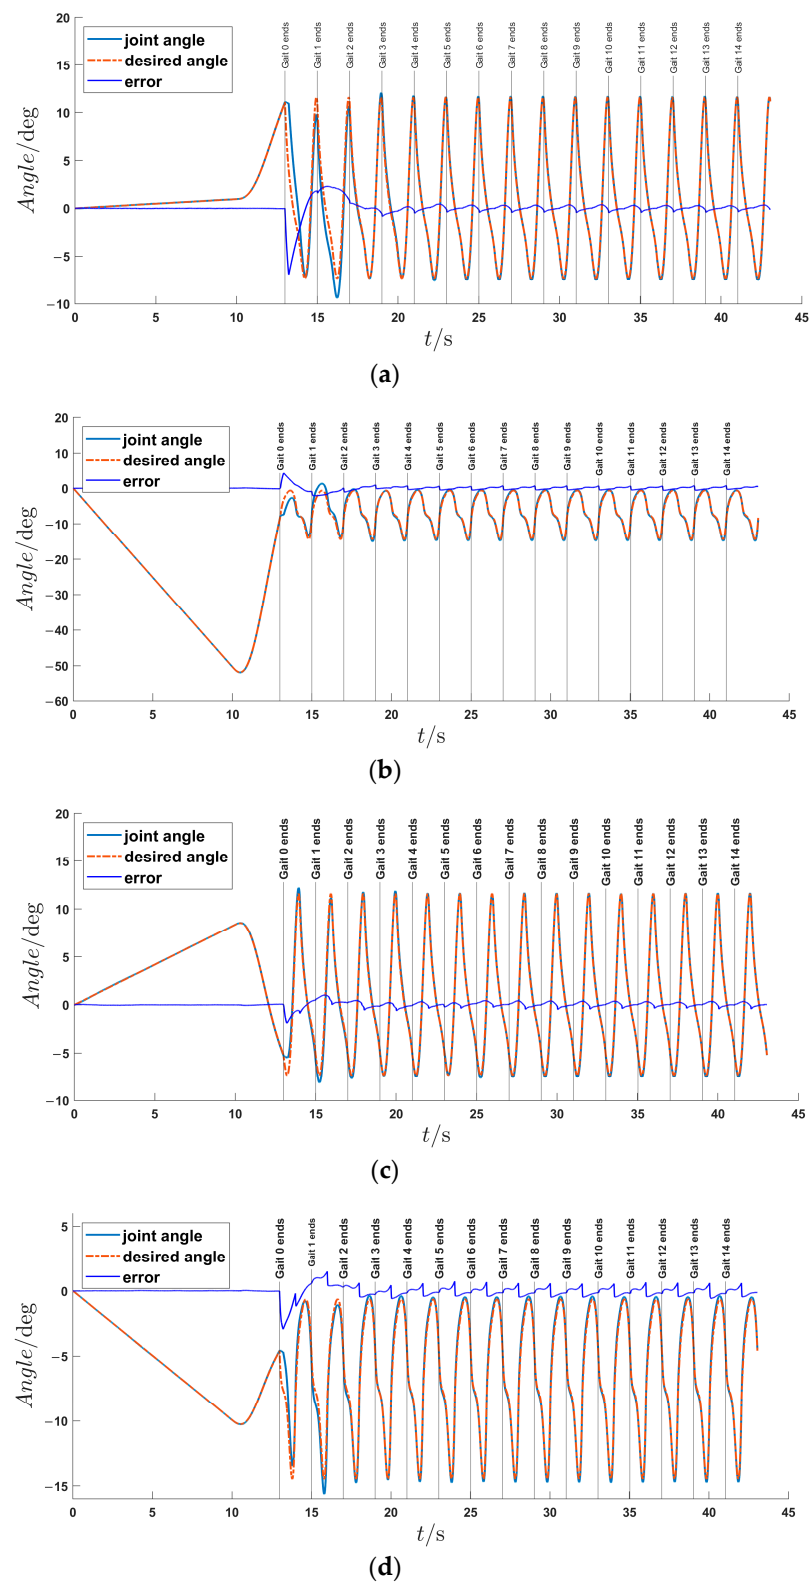 20
15
10
5
0
−5
−10
joint angle
desired angle
error
Gait 0 ends
Gait 1 ends
Gait 2 ends
Gait 3 ends
Gait 4 ends
Gait 5 ends
Gait 6 ends
Gait 7 ends
Gait 8 ends
Gait 9 ends
Gait 10 ends
Gait 11 ends
Gait 12 ends
Gait 13 ends
Gait 14 ends
Angle/deg
0 5 10 15 20 25 30 35 40 45
t/s
(a)
20
10
0
−10
−20
−30
−40
−50
−60
joint angle
desired angle
error
Gait 0 ends
Gait 1 ends
Gait 2 ends
Gait 3 ends
Gait 4 ends
Gait 5 ends
Gait 6 ends
Gait 7 ends
Gait 8 ends
Gait 9 ends
Gait 10 ends
Gait 11 ends
Gait 12 ends
Gait 13 ends
Gait 14 ends
Angle/deg
0 5 10 15 20 25 30 35 40 45
t/s
(b)
20
15
10
5
0
−5
−10
joint angle
desired angle
error
Gait 0 ends
Gait 1 ends
Gait 2 ends
Gait 3 ends
Gait 4 ends
Gait 5 ends
Gait 6 ends
Gait 7 ends
Gait 8 ends
Gait 9 ends
Gait 10 ends
Gait 11 ends
Gait 12 ends
Gait 13 ends
Gait 14 ends
Angle/deg
0 5 10 15 20 25 30 35 40 45
t/s
(c)
5
0
−5
−10
−15
joint angle
desired angle
error
Gait 0 ends
Gait 1 ends
Gait 2 ends
Gait 3 ends
Gait 4 ends
Gait 5 ends
Gait 6 ends
Gait 7 ends
Gait 8 ends
Gait 9 ends
Gait 10 ends
Gait 11 ends
Gait 12 ends
Gait 13 ends
Gait 14 ends
Angle/deg
0 5 10 15 20 25 30 35 40 45
t/s
(d)